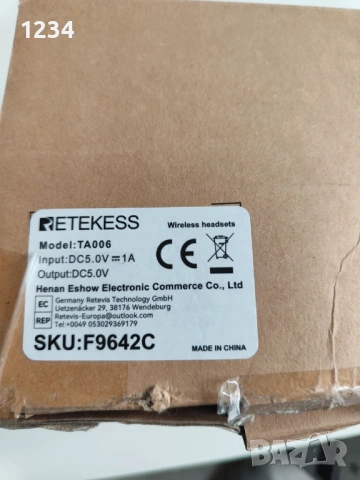 1234
RETEKESS
Wireless headsets
Model:TA006
Input:DC5.0V⎓1A
Output:DC5.0V
CE
Henan Eshow Electronic Commerce Co., Ltd
EC REP
Germany Retevis Technology GmbH
Uetzenäcker 29, 38176 Wendeburg
Retevis-Europa@outlook.com
Tel:+0049 053029369179
SKU:F9642C
MADE IN CHINA
BAZAR